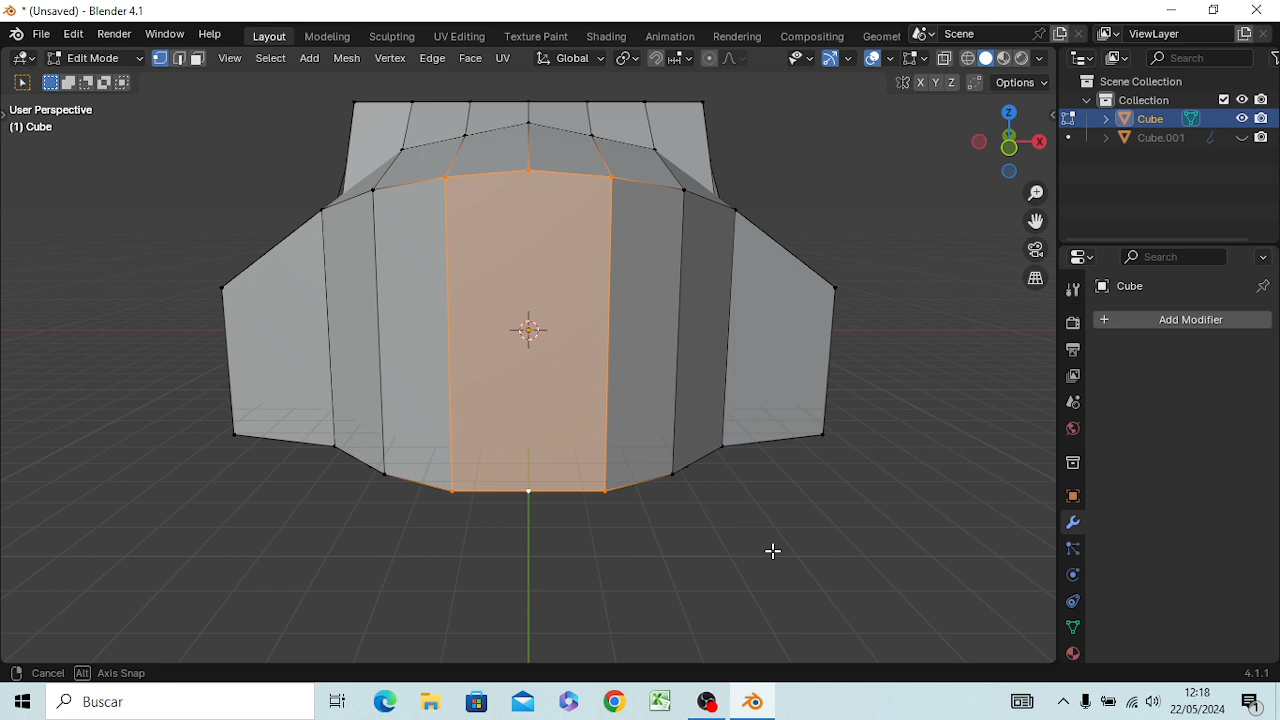 * (Unsaved) - Blender 4.1
File Edit Render Window Help Layout Modeling Sculpting UV Editing Texture Paint Shading Animation Rendering Compositing Geomet Scene ViewLayer
Edit Mode View Select Add Mesh Vertex Edge Face UV Global Search
X Y Z Options
Scene Collection
User Perspective
(1) Cube
Collection
Cube
Cube.001
Z
X
Search
Cube
Add Modifier
Cancel Alt Axis Snap 4.1.1
Buscar
12:18
22/05/2024
1